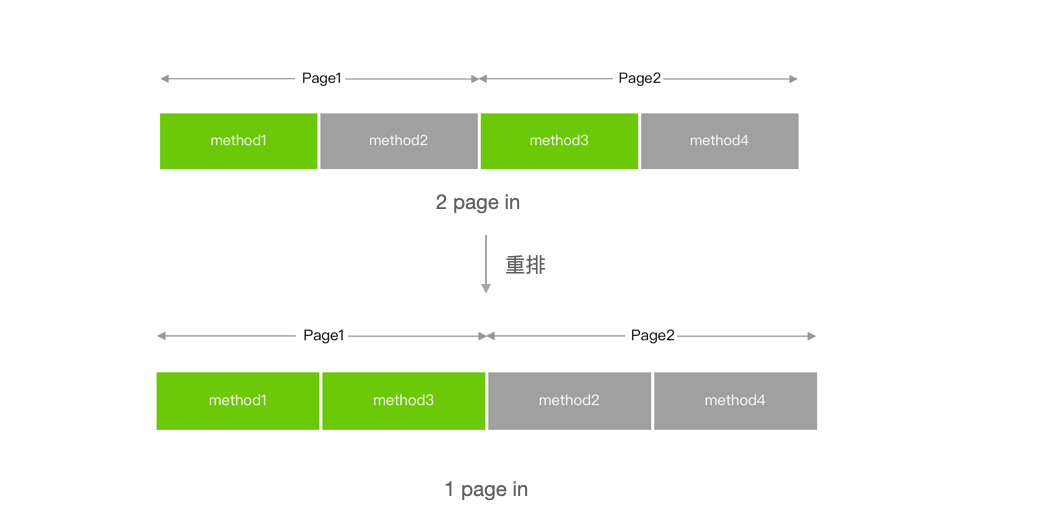 Page1 Page2
method1 method2 method3 method4
2 page in
重排
Page1 Page2
method1 method3 method2 method4
1 page in